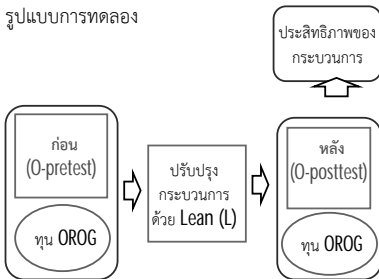 รูปแบบการทดลอง
ประสิทธิภาพของ
กระบวนการ
ก่อน
(O-pretest)
ทุน OROG
ปรับปรุง
กระบวนการ
ด้วย Lean (L)
หลัง
(O-posttest)
ทุน OROG